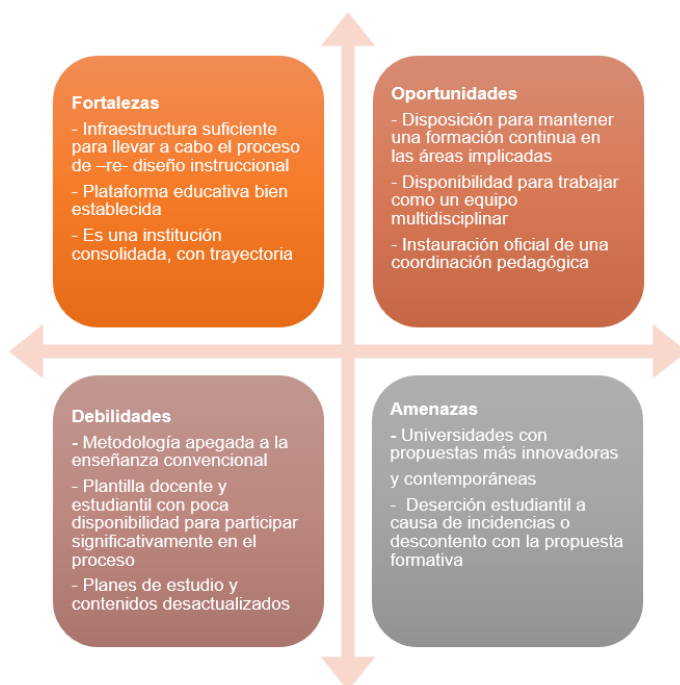 Fortalezas
- Infraestructura suficiente
para llevar a cabo el proceso
de –re- diseño instruccional
- Plataforma educativa bien
establecida
- Es una institución
consolidada, con trayectoria
Oportunidades
- Disposición para mantener
una formación continua en
las áreas implicadas
- Disponibilidad para trabajar
como un equipo
multidisciplinar
- Instauración oficial de una
coordinación pedagógica
Debilidades
- Metodología apegada a la
enseñanza convencional
- Plantilla docente y
estudiantil con poca
disponibilidad para participar
significativamente en el
proceso
- Planes de estudio y
contenidos desactualizados
Amenazas
- Universidades con
propuestas más innovadoras
y contemporáneas
- Deserción estudiantil a
causa de incidencias o
descontento con la propuesta
formativa